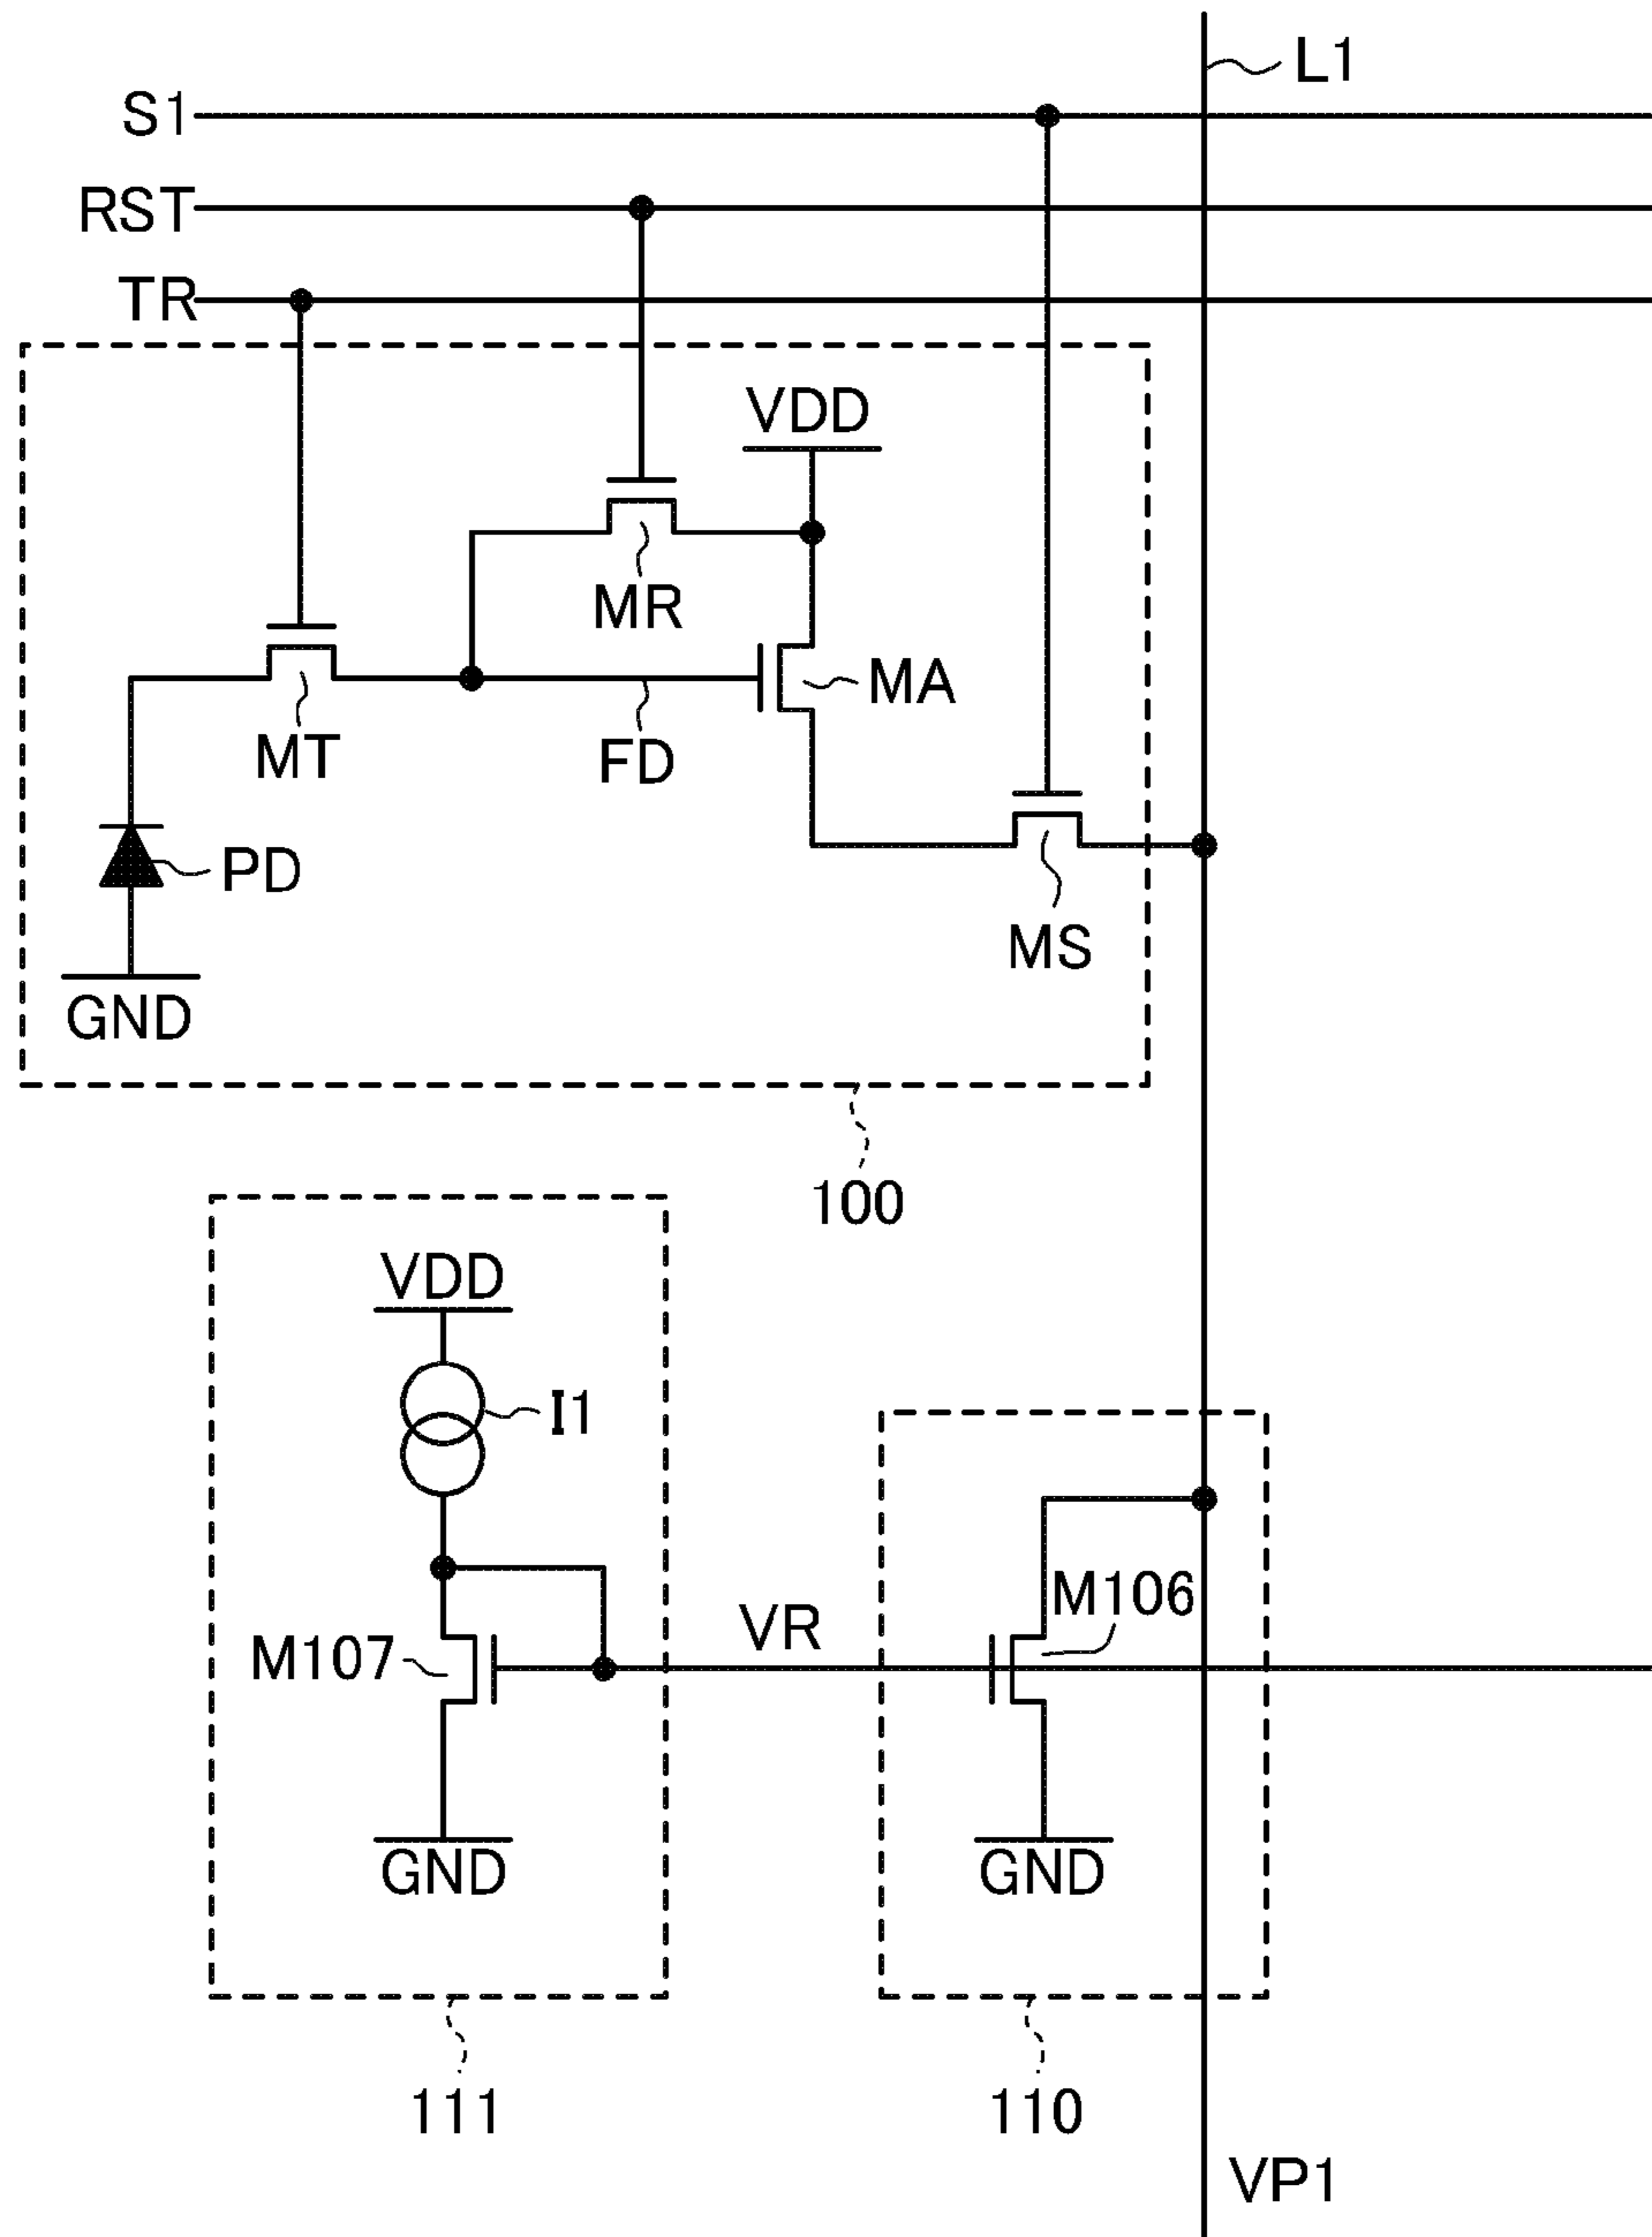 L1
S1
RST
TR
VDD
MR
MA
MT
FD
PD
MS
GND
100
VDD
I1
M106
VR
M107
GND
GND
111
110
VP1